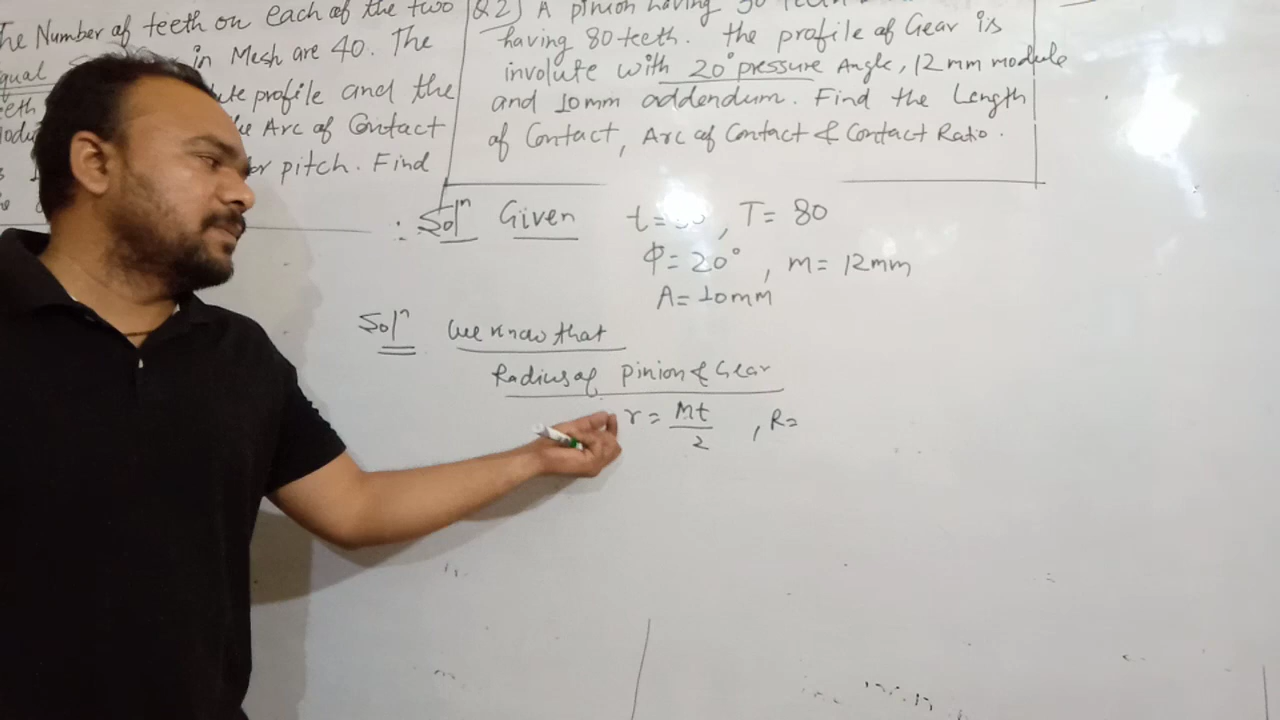 The Number of teeth on each of the two
in Mesh are 40. The
profile and the
Arc of Contact
pitch. Find
Q 2) A pinion having 30 teeth
having 80 teeth. the profile of Gear is
involute with 20° pressure Angle, 12 mm module
and 10mm addendum. Find the Length
of Contact, Arc of Contact & Contact Ratio.
: Solⁿ Given t= , T= 80
Φ= 20° , m= 12mm
A= 10mm
Solⁿ We know that
Radius of pinion & Gear
r = Mt/2 , R=